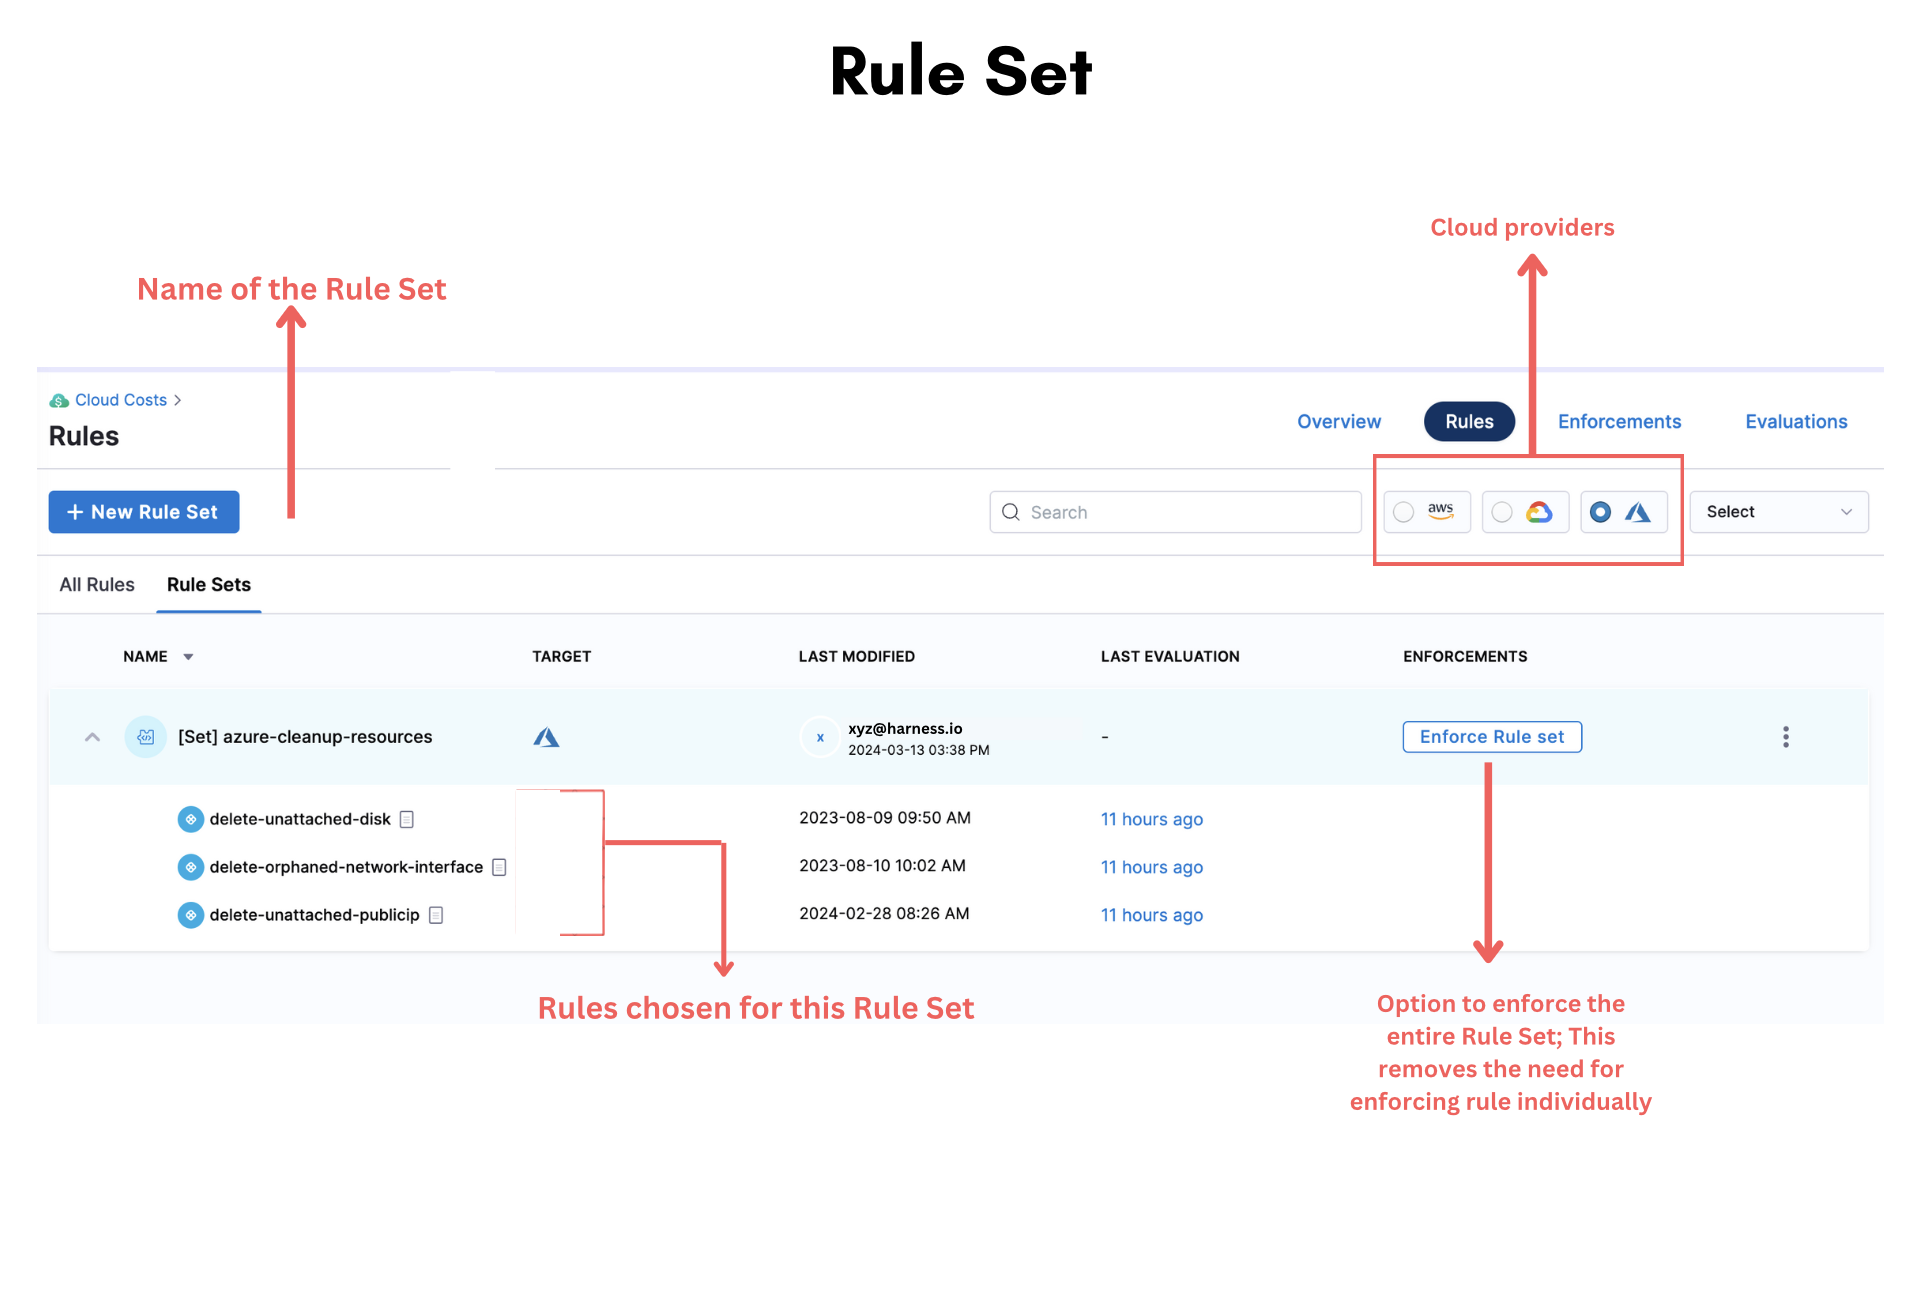 Rule Set
Cloud providers
Name of the Rule Set
Cloud Costs >
Rules
Overview
Rules
Enforcements
Evaluations
+ New Rule Set
Search
aws
Select
All Rules
Rule Sets
NAME
TARGET
LAST MODIFIED
LAST EVALUATION
ENFORCEMENTS
[Set] azure-cleanup-resources
x
xyz@harness.io
2024-03-13 03:38 PM
-
Enforce Rule set
delete-unattached-disk
2023-08-09 09:50 AM
11 hours ago
delete-orphaned-network-interface
2023-08-10 10:02 AM
11 hours ago
delete-unattached-publicip
2024-02-28 08:26 AM
11 hours ago
Rules chosen for this Rule Set
Option to enforce the
entire Rule Set; This
removes the need for
enforcing rule individually